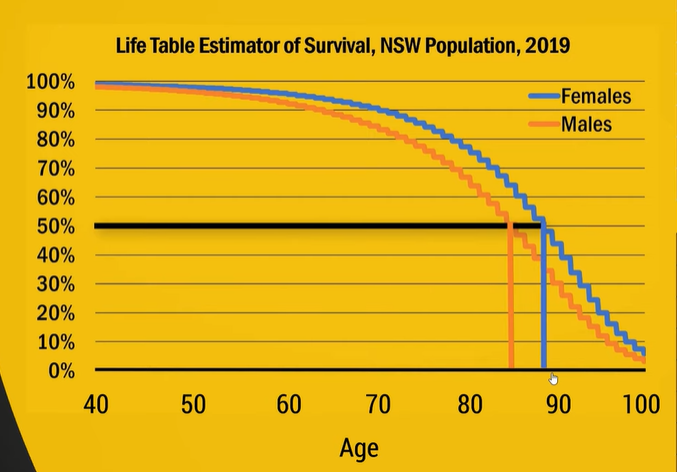 Life Table Estimator of Survival, NSW Population, 2019
100%
90%
80%
70%
60%
50%
40%
30%
20%
10%
0%
Females
Males
40 50 60 70 80 90 100
Age